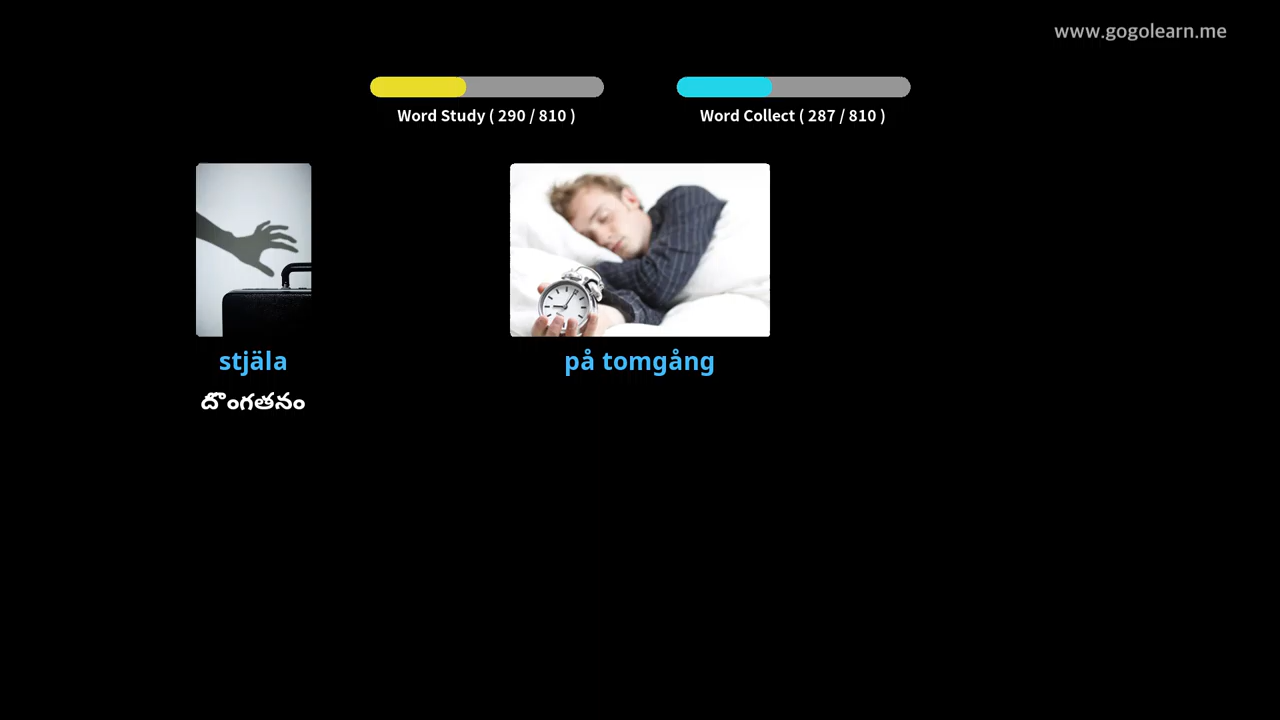 www.gogolearn.me
Word Study ( 290 / 810 )
Word Collect ( 287 / 810 )
stjäla
på tomgång
దొంగతనం